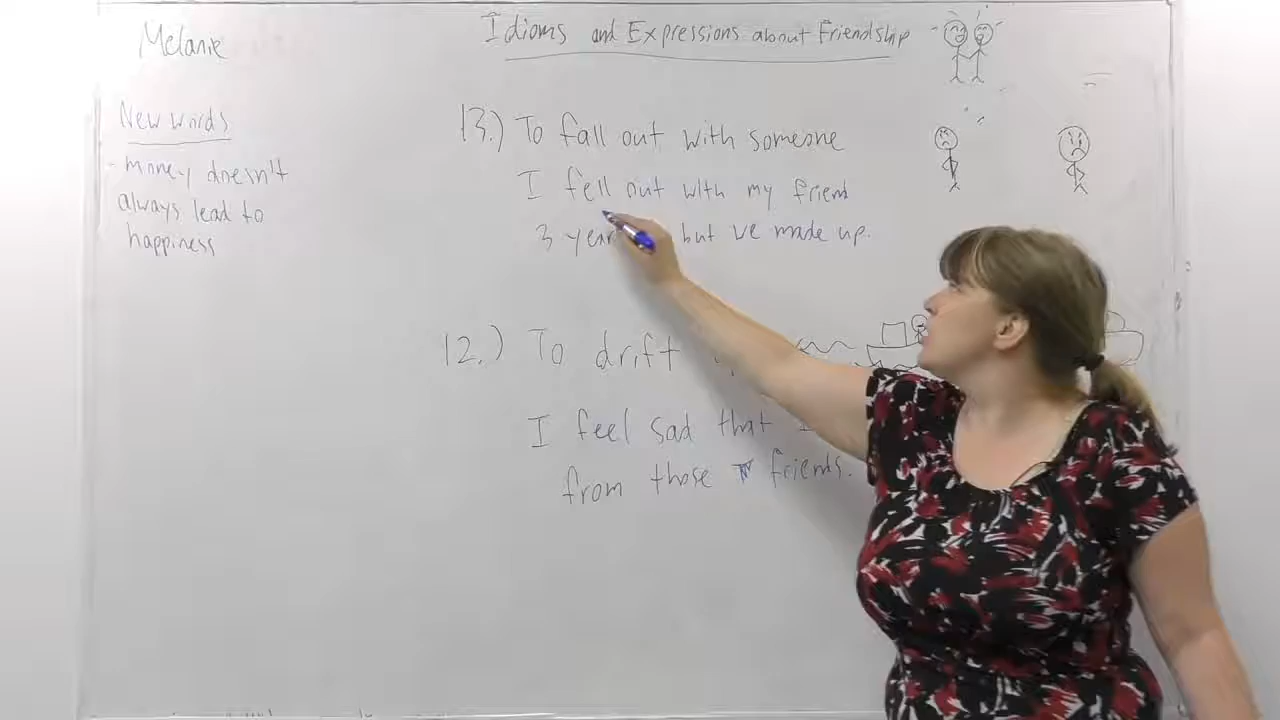 Melanie
Idioms and Expressions about Friendship
New words
- money doesn't
always lead to
happiness
13.) To fall out with someone
I fell out with my friend
3 but we made up.
12.) To drift
I feel sad that I
from those friends.